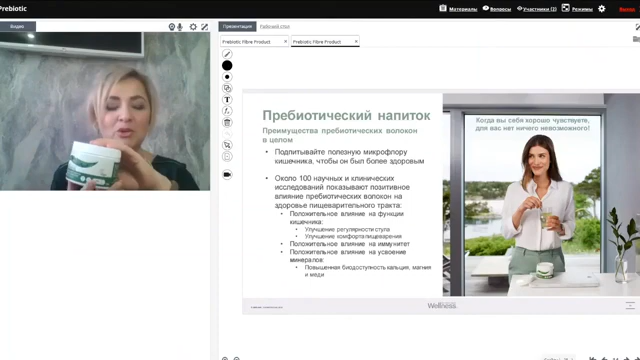 Prebiotic
Материалы
Вопросы
Участники (3)
Режимы
Выход
Видео
Презентация
Рабочий стол
Prebiotic Fibre Product ×
Prebiotic Fibre Product ×
Пребиотический напиток
Преимущества пребиотических волокон
в целом
• Подпитывайте полезную микрофлору
кишечника, чтобы он был более здоровым
• Около 100 научных и клинических
исследований показывают позитивное
влияние пребиотических волокон на
здоровье пищеварительного тракта:
• Положительное влияние на функции
кишечника:
• Улучшение регулярности стула
• Улучшение комфорта пищеварения
• Положительное влияние на иммунитет
• Положительное влияние на усвоение
минералов:
• Повышенная биодоступность кальция, магния
и меди
Когда вы себя хорошо чувствуете,
для вас нет ничего невозможного!
Wellness